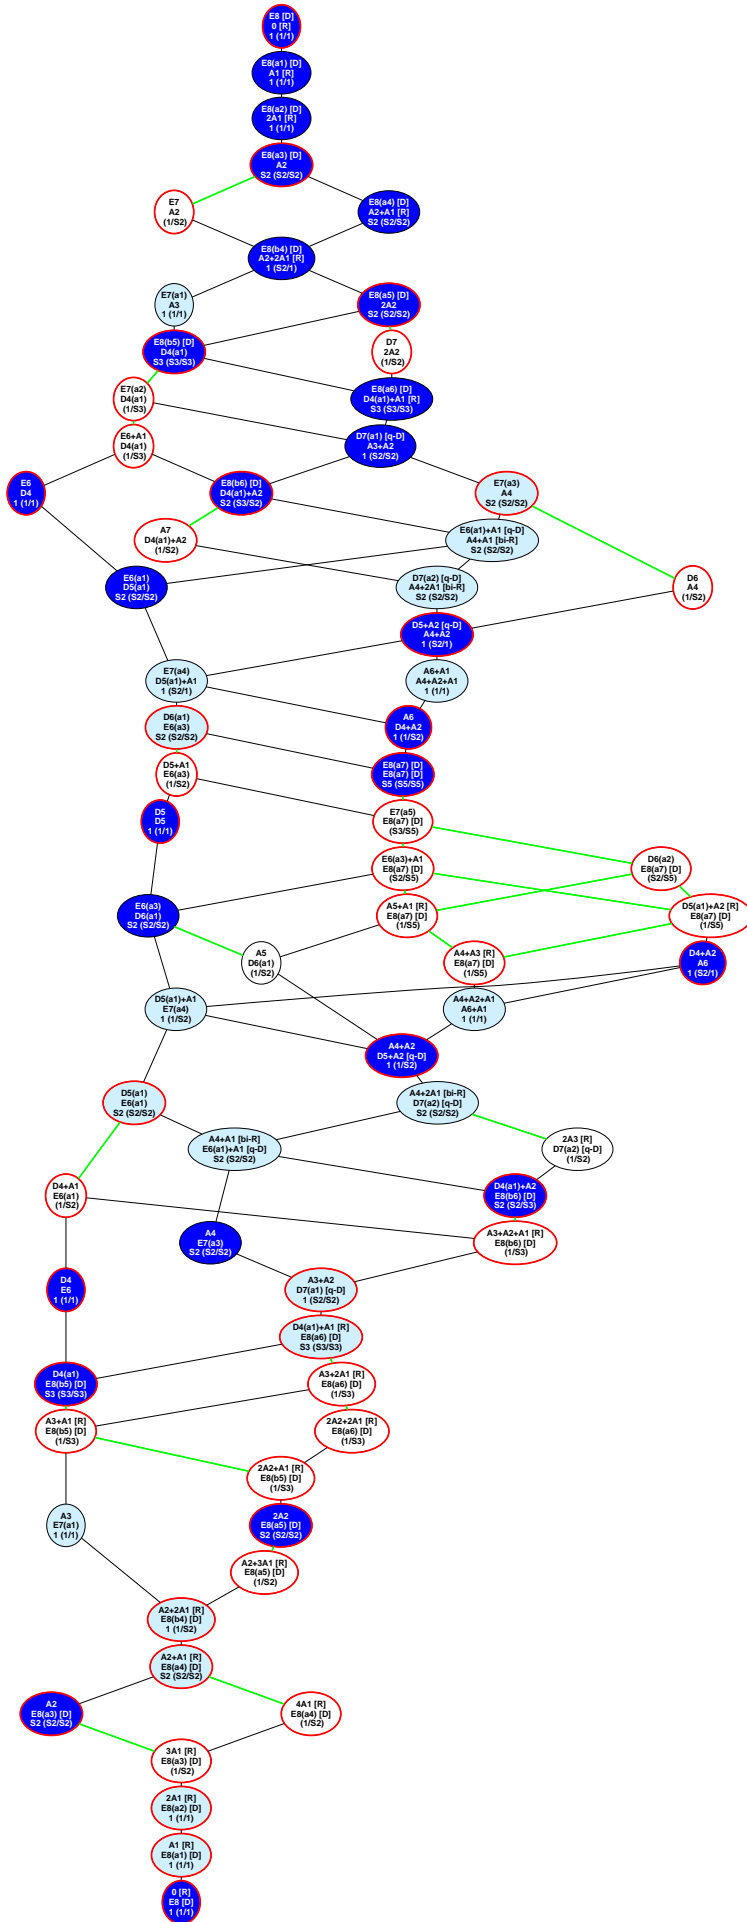 E8 [D]
0 [R]
1 (1/1)
E8(a1) [D]
A1 [R]
1 (1/1)
E8(a2) [D]
2A1 [R]
1 (1/1)
E8(a3) [D]
A2
S2 (S2/S2)
E7
A2
(1/S2)
E8(a4) [D]
A2+A1 [R]
S2 (S2/S2)
E8(b4) [D]
A2+2A1 [R]
1 (S2/1)
E7(a1)
A3
1 (1/1)
E8(a5) [D]
2A2
S2 (S2/S2)
E8(b5) [D]
D4(a1)
S3 (S3/S3)
D7
2A2
(1/S2)
E7(a2)
D4(a1)
(1/S3)
E8(a6) [D]
D4(a1)+A1 [R]
S3 (S3/S3)
E6+A1
D4(a1)
(1/S3)
D7(a1) [q-D]
A3+A2
1 (S2/S2)
E6
D4
1 (1/1)
E8(b6) [D]
D4(a1)+A2
S2 (S3/S2)
E7(a3)
A4
S2 (S2/S2)
A7
D4(a1)+A2
(1/S2)
E6(a1)+A1 [q-D]
A4+A1 [bi-R]
S2 (S2/S2)
E6(a1)
D5(a1)
S2 (S2/S2)
D7(a2) [q-D]
A4+2A1 [bi-R]
S2 (S2/S2)
D6
A4
(1/S2)
D5+A2 [q-D]
A4+A2
1 (S2/1)
E7(a4)
D5(a1)+A1
1 (S2/1)
A6+A1
A4+A2+A1
1 (1/1)
D6(a1)
E6(a3)
S2 (S2/S2)
A6
D4+A2
1 (1/S2)
D5+A1
E6(a3)
(1/S2)
E8(a7) [D]
E8(a7) [D]
S5 (S5/S5)
D5
D5
1 (1/1)
E7(a5)
E8(a7) [D]
(S3/S5)
E6(a3)+A1
E8(a7) [D]
(S2/S5)
D6(a2)
E8(a7) [D]
(S2/S5)
E6(a3)
D6(a1)
S2 (S2/S2)
A5+A1 [R]
E8(a7) [D]
(1/S5)
D5(a1)+A2 [R]
E8(a7) [D]
(1/S5)
A5
D6(a1)
(1/S2)
A4+A3 [R]
E8(a7) [D]
(1/S5)
D4+A2
A6
1 (S2/1)
D5(a1)+A1
E7(a4)
1 (1/S2)
A4+A2+A1
A6+A1
1 (1/1)
A4+A2
D5+A2 [q-D]
1 (1/S2)
D5(a1)
E6(a1)
S2 (S2/S2)
A4+2A1 [bi-R]
D7(a2) [q-D]
S2 (S2/S2)
A4+A1 [bi-R]
E6(a1)+A1 [q-D]
S2 (S2/S2)
2A3 [R]
D7(a2) [q-D]
(1/S2)
D4+A1
E6(a1)
(1/S2)
D4(a1)+A2
E8(b6) [D]
S2 (S2/S3)
A4
E7(a3)
S2 (S2/S2)
A3+A2+A1 [R]
E8(b6) [D]
(1/S3)
D4
E6
1 (1/1)
A3+A2
D7(a1) [q-D]
1 (S2/S2)
D4(a1)+A1 [R]
E8(a6) [D]
S3 (S3/S3)
D4(a1)
E8(b5) [D]
S3 (S3/S3)
A3+2A1 [R]
E8(a6) [D]
(1/S3)
A3+A1 [R]
E8(b5) [D]
(1/S3)
2A2+2A1 [R]
E8(a6) [D]
(1/S3)
2A2+A1 [R]
E8(b5) [D]
(1/S3)
A3
E7(a1)
1 (1/1)
2A2
E8(a5) [D]
S2 (S2/S2)
A2+3A1 [R]
E8(a5) [D]
(1/S2)
A2+2A1 [R]
E8(b4) [D]
1 (1/S2)
A2+A1 [R]
E8(a4) [D]
S2 (S2/S2)
A2
E8(a3) [D]
S2 (S2/S2)
4A1 [R]
E8(a4) [D]
(1/S2)
3A1 [R]
E8(a3) [D]
(1/S2)
2A1 [R]
E8(a2) [D]
1 (1/1)
A1 [R]
E8(a1) [D]
1 (1/1)
0 [R]
E8 [D]
1 (1/1)